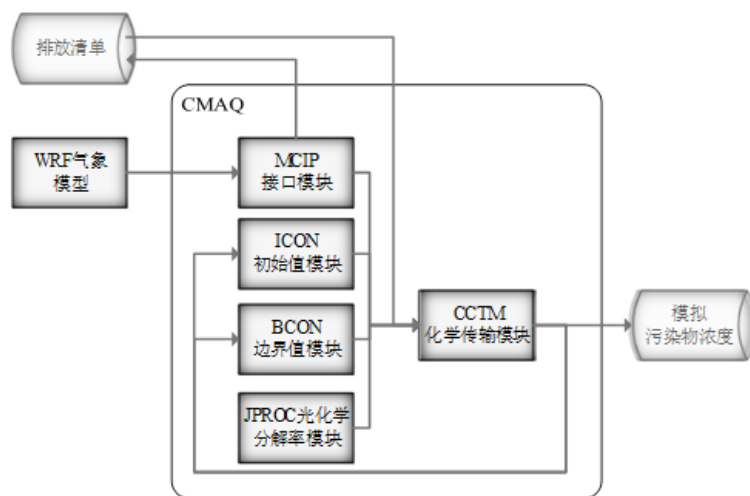 排放清单
CMAQ
WRF气象
模型
MCIP
接口模块
ICON
初始值模块
BCON
边界值模块
JPROC光化学
分解率模块
CCTM
化学传输模块
模拟
污染物浓度